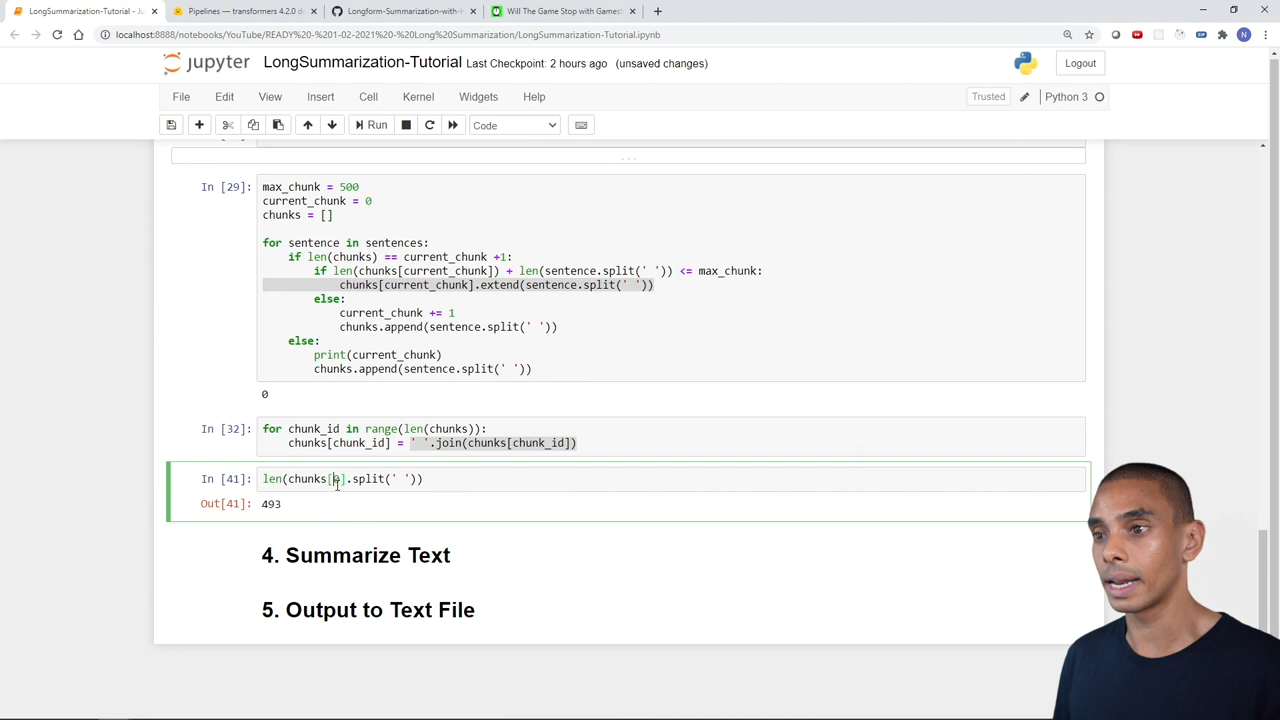 LongSummarization-Tutorial - Ju
Pipelines — transformers 4.2.0 d
Longform-Summarization-with-
Will The Game Stop with Games
localhost:8888/notebooks/YouTube/READY%20-%201-02-2021%20-%20Long%20Summarization/LongSummarization-Tutorial.ipynb
jupyter LongSummarization-Tutorial Last Checkpoint: 2 hours ago (unsaved changes)
Logout
File Edit View Insert Cell Kernel Widgets Help
Trusted Python 3
Run Code
...
In [29]: max_chunk = 500
current_chunk = 0
chunks = []
for sentence in sentences:
if len(chunks) == current_chunk +1:
if len(chunks[current_chunk]) + len(sentence.split(' ')) <= max_chunk:
chunks[current_chunk].extend(sentence.split(' '))
else:
current_chunk += 1
chunks.append(sentence.split(' '))
else:
print(current_chunk)
chunks.append(sentence.split(' '))
0
In [32]: for chunk_id in range(len(chunks)):
chunks[chunk_id] = ' '.join(chunks[chunk_id])
In [41]: len(chunks[0].split(' '))
Out[41]: 493
4. Summarize Text
5. Output to Text File